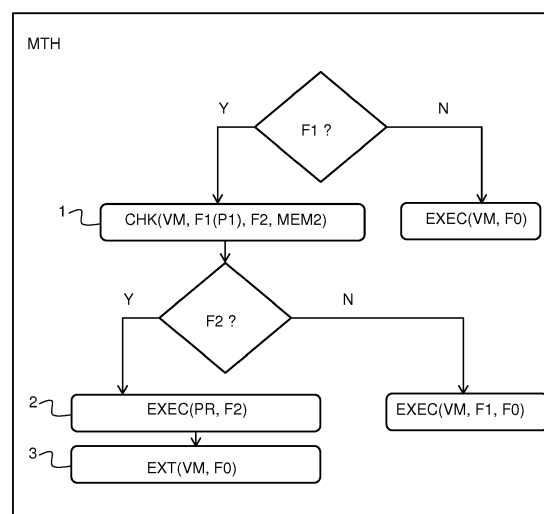 MTH
F1 ?
Y
N
1
CHK(VM, F1(P1), F2, MEM2)
EXEC(VM, F0)
F2 ?
Y
N
2
EXEC(PR, F2)
EXEC(VM, F1, F0)
3
EXT(VM, F0)